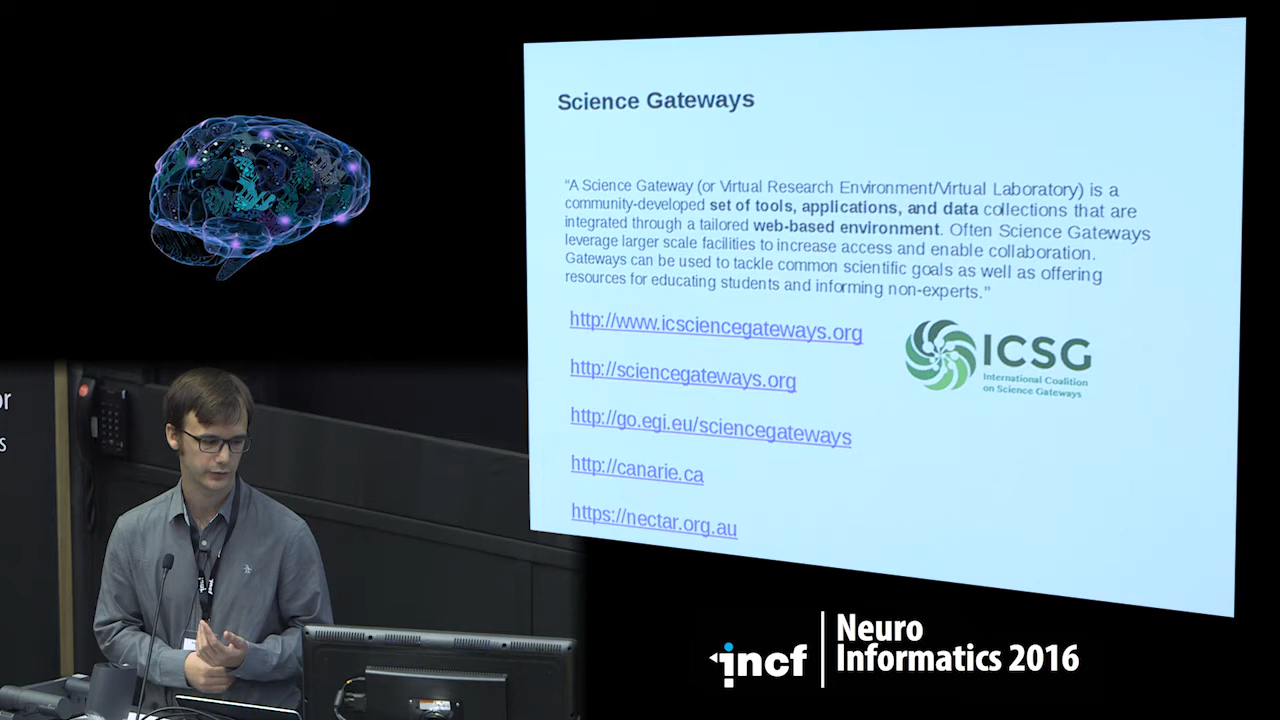 Science Gateways
“A Science Gateway (or Virtual Research Environment/Virtual Laboratory) is a
community-developed set of tools, applications, and data collections that are
integrated through a tailored web-based environment. Often Science Gateways
leverage larger scale facilities to increase access and enable collaboration.
Gateways can be used to tackle common scientific goals as well as offering
resources for educating students and informing non-experts.”
http://www.icsciencegateways.org
ICSG
International Coalition
on Science Gateways
http://sciencegateways.org
http://go.egi.eu/sciencegateways
http://canarie.ca
https://nectar.org.au
or
s
incf
Neuro
Informatics 2016